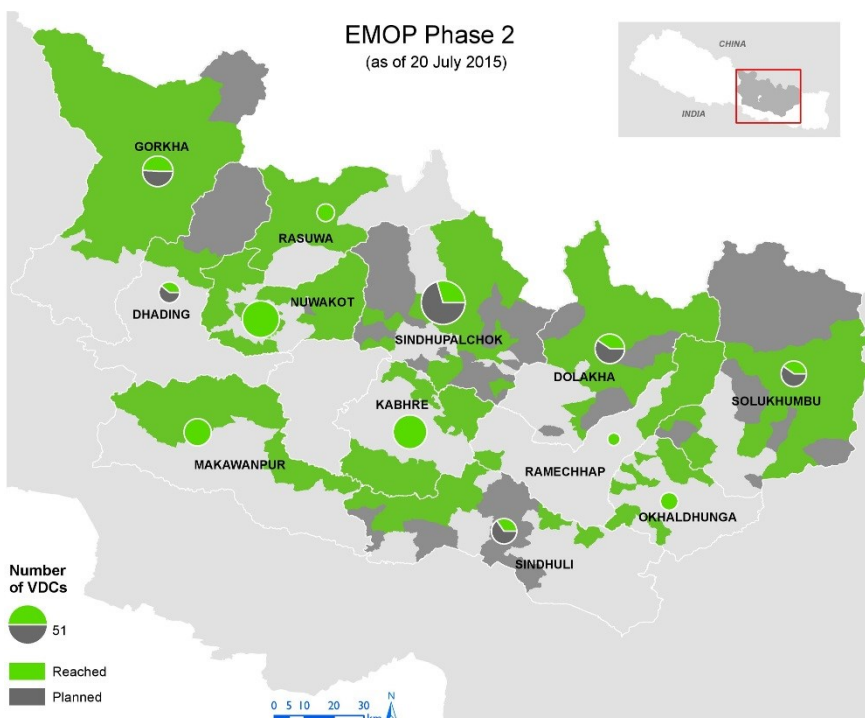 EMOP Phase 2
(as of 20 July 2015)
CHINA
INDIA
GORKHA
RASUWA
NUWAKOT
DHADING
SINDHUPALCHOK
DOLAKHA
SOLUKHUMBU
KABHRE
MAKAWANPUR
RAMECHHAP
OKHALDHUNGA
SINDHULI
Number
of VDCs
51
Reached
Planned
0 5 10 20 30
km
N